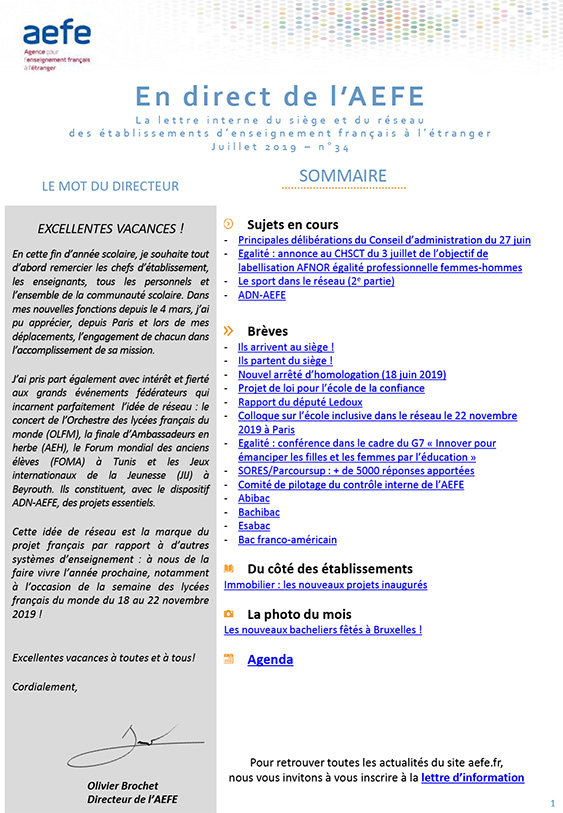 aefe
Agence pour
l'enseignement français
à l'étranger
En direct de l'AEFE
La lettre interne du siège et du réseau
des établissements d'enseignement français à l'étranger
Juillet 2019 – n°34
LE MOT DU DIRECTEUR
EXCELLENTES VACANCES !
En cette fin d'année scolaire, je souhaite tout
d'abord remercier les chefs d'établissement,
les enseignants, tous les personnels et
l'ensemble de la communauté scolaire. Dans
mes nouvelles fonctions depuis le 4 mars, j'ai
pu apprécier, depuis Paris et lors de mes
déplacements, l'engagement de chacun dans
l'accomplissement de sa mission.
J'ai pris part également avec intérêt et fierté
aux grands événements fédérateurs qui
incarnent parfaitement l'idée de réseau : le
concert de l'Orchestre des lycées français du
monde (OLFM), la finale d'Ambassadeurs en
herbe (AEH), le Forum mondial des anciens
élèves (FOMA) à Tunis et les Jeux
internationaux de la Jeunesse (JIJ) à
Beyrouth. Ils constituent, avec le dispositif
ADN-AEFE, des projets essentiels.
Cette idée de réseau est la marque du
projet français par rapport à d'autres
systèmes d'enseignement : à nous de la
faire vivre l'année prochaine, notamment
à l'occasion de la semaine des lycées
français du monde du 18 au 22 novembre
2019 !
Excellentes vacances à toutes et à tous!
Cordialement,
Olivier Brochet
Directeur de l'AEFE
SOMMAIRE
Sujets en cours
- Principales délibérations du Conseil d'administration du 27 juin
- Egalité : annonce au CHSCT du 3 juillet de l'objectif de
labellisation AFNOR égalité professionnelle femmes-hommes
- Le sport dans le réseau (2e partie)
- ADN-AEFE
Brèves
- Ils arrivent au siège !
- Ils partent du siège !
- Nouvel arrêté d'homologation (18 juin 2019)
- Projet de loi pour l'école de la confiance
- Rapport du député Ledoux
- Colloque sur l'école inclusive dans le réseau le 22 novembre
2019 à Paris
- Egalité : conférence dans le cadre du G7 « Innover pour
émanciper les filles et les femmes par l'éducation »
- SORES/Parcoursup : + de 5000 réponses apportées
- Comité de pilotage du contrôle interne de l'AEFE
- Abibac
- Bachibac
- Esabac
- Bac franco-américain
Du côté des établissements
Immobilier : les nouveaux projets inaugurés
La photo du mois
Les nouveaux bacheliers fêtés à Bruxelles !
Agenda
Pour retrouver toutes les actualités du site aefe.fr,
nous vous invitons à vous inscrire à la lettre d'information
1